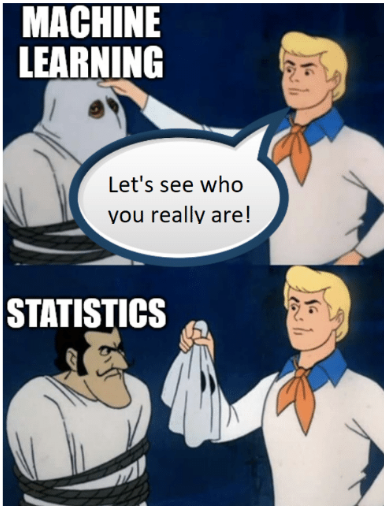 MACHINE
LEARNING
Let's see who
you really are!
STATISTICS